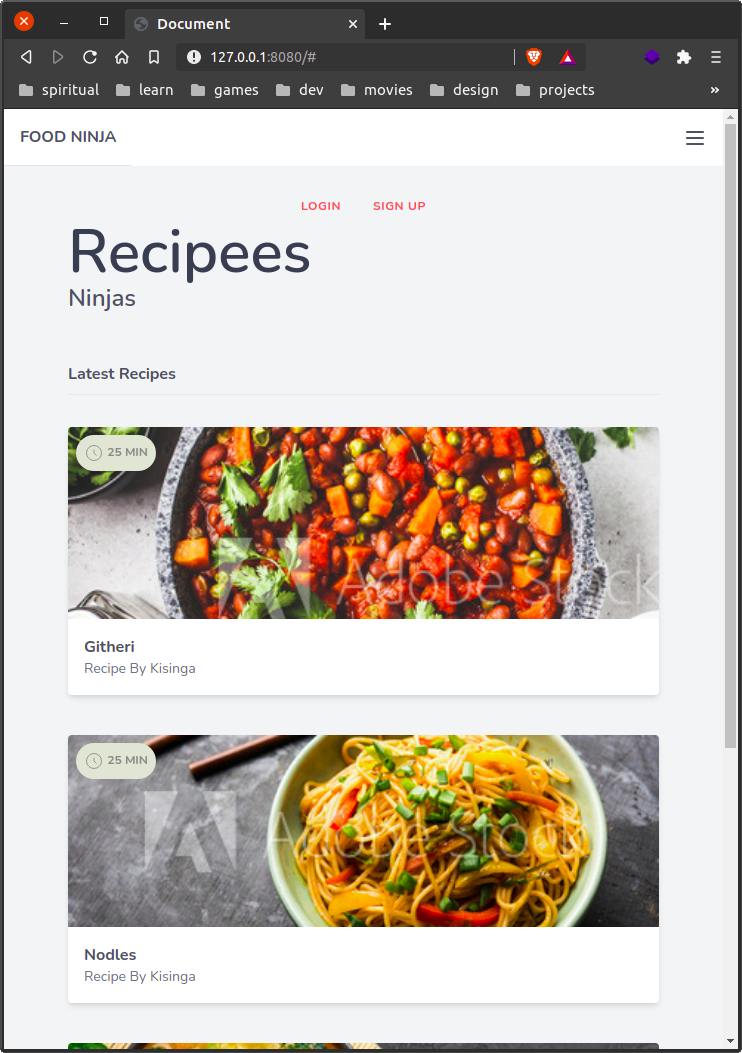 Document
127.0.0.1:8080/#
spiritual learn games dev movies design projects »
FOOD NINJA
LOGIN SIGN UP
Recipees
Ninjas
Latest Recipes
25 MIN
Adobe Stock
Githeri
Recipe By Kisinga
25 MIN
Adobe Stock
Nodles
Recipe By Kisinga